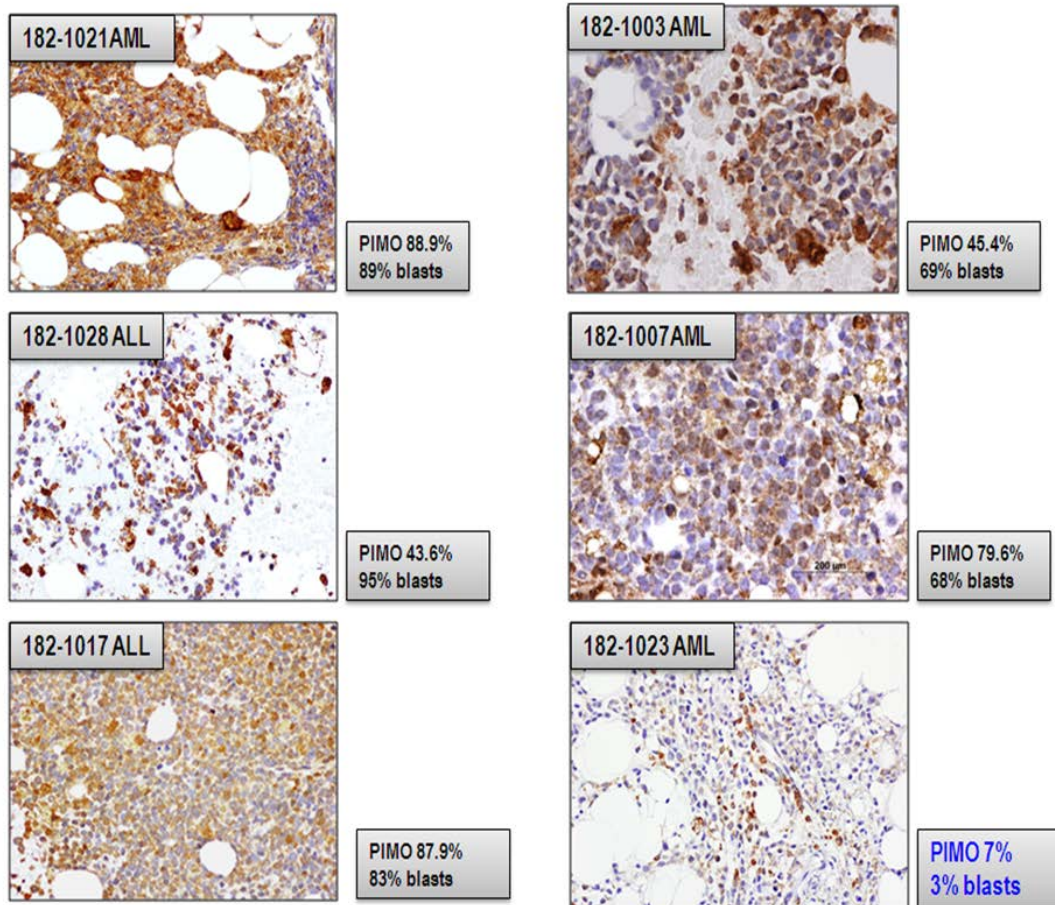 182-1021AML
PIMO 88.9%
89% blasts
182-1003 AML
PIMO 45.4%
69% blasts
182-1028 ALL
PIMO 43.6%
95% blasts
182-1007AML
200 µm
PIMO 79.6%
68% blasts
182-1017 ALL
PIMO 87.9%
83% blasts
182-1023 AML
PIMO 7%
3% blasts